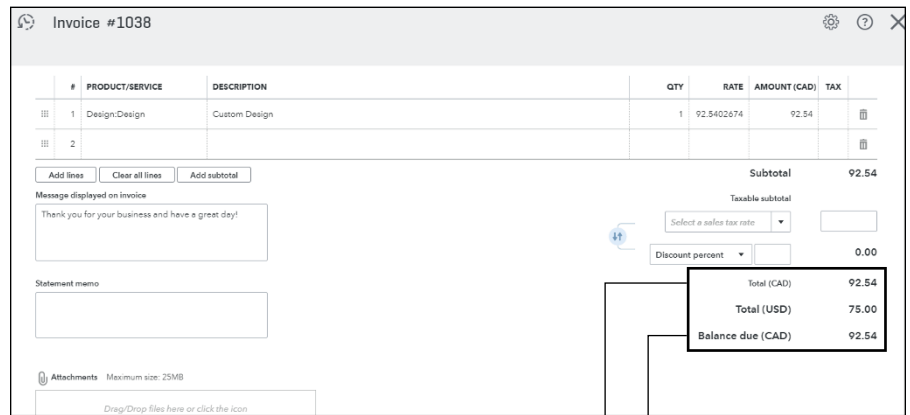 Invoice #1038
# PRODUCT/SERVICE DESCRIPTION QTY RATE AMOUNT (CAD) TAX
1 Design:Design Custom Design 1 92.5402674 92.54
2
Add lines Clear all lines Add subtotal Subtotal 92.54
Message displayed on invoice Taxable subtotal
Thank you for your business and have a great day!
Select a sales tax rate
Discount percent 0.00
Statement memo Total (CAD) 92.54
Total (USD) 75.00
Balance due (CAD) 92.54
Attachments Maximum size: 25MB
Drag/Drop files here or click the icon